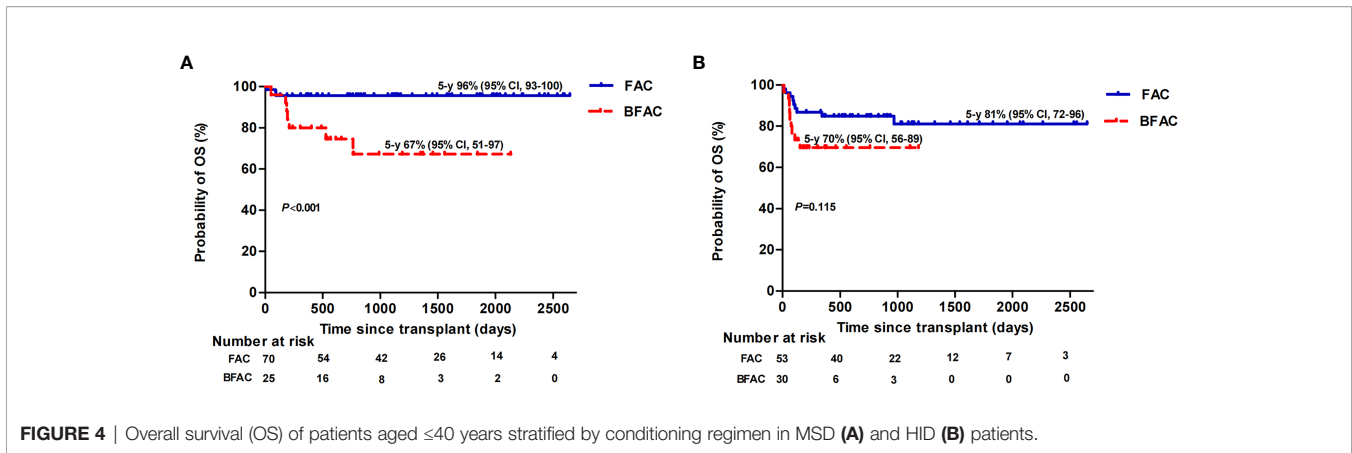 A
Probability of OS (%)
100
80
60
40
20
0
5-y 96% (95% CI, 93-100)
5-y 67% (95% CI, 51-97)
P<0.001
FAC
BFAC
0 500 1000 1500 2000 2500
Time since transplant (days)
Number at risk
FAC 70 54 42 26 14 4
BFAC 25 16 8 3 2 0
B
Probability of OS (%)
100
80
60
40
20
0
5-y 81% (95% CI, 72-96)
5-y 70% (95% CI, 56-89)
P=0.115
FAC
BFAC
0 500 1000 1500 2000 2500
Time since transplant (days)
Number at risk
FAC 53 40 22 12 7 3
BFAC 30 6 3 0 0 0
FIGURE 4 | Overall survival (OS) of patients aged ≤40 years stratified by conditioning regimen in MSD (A) and HID (B) patients.